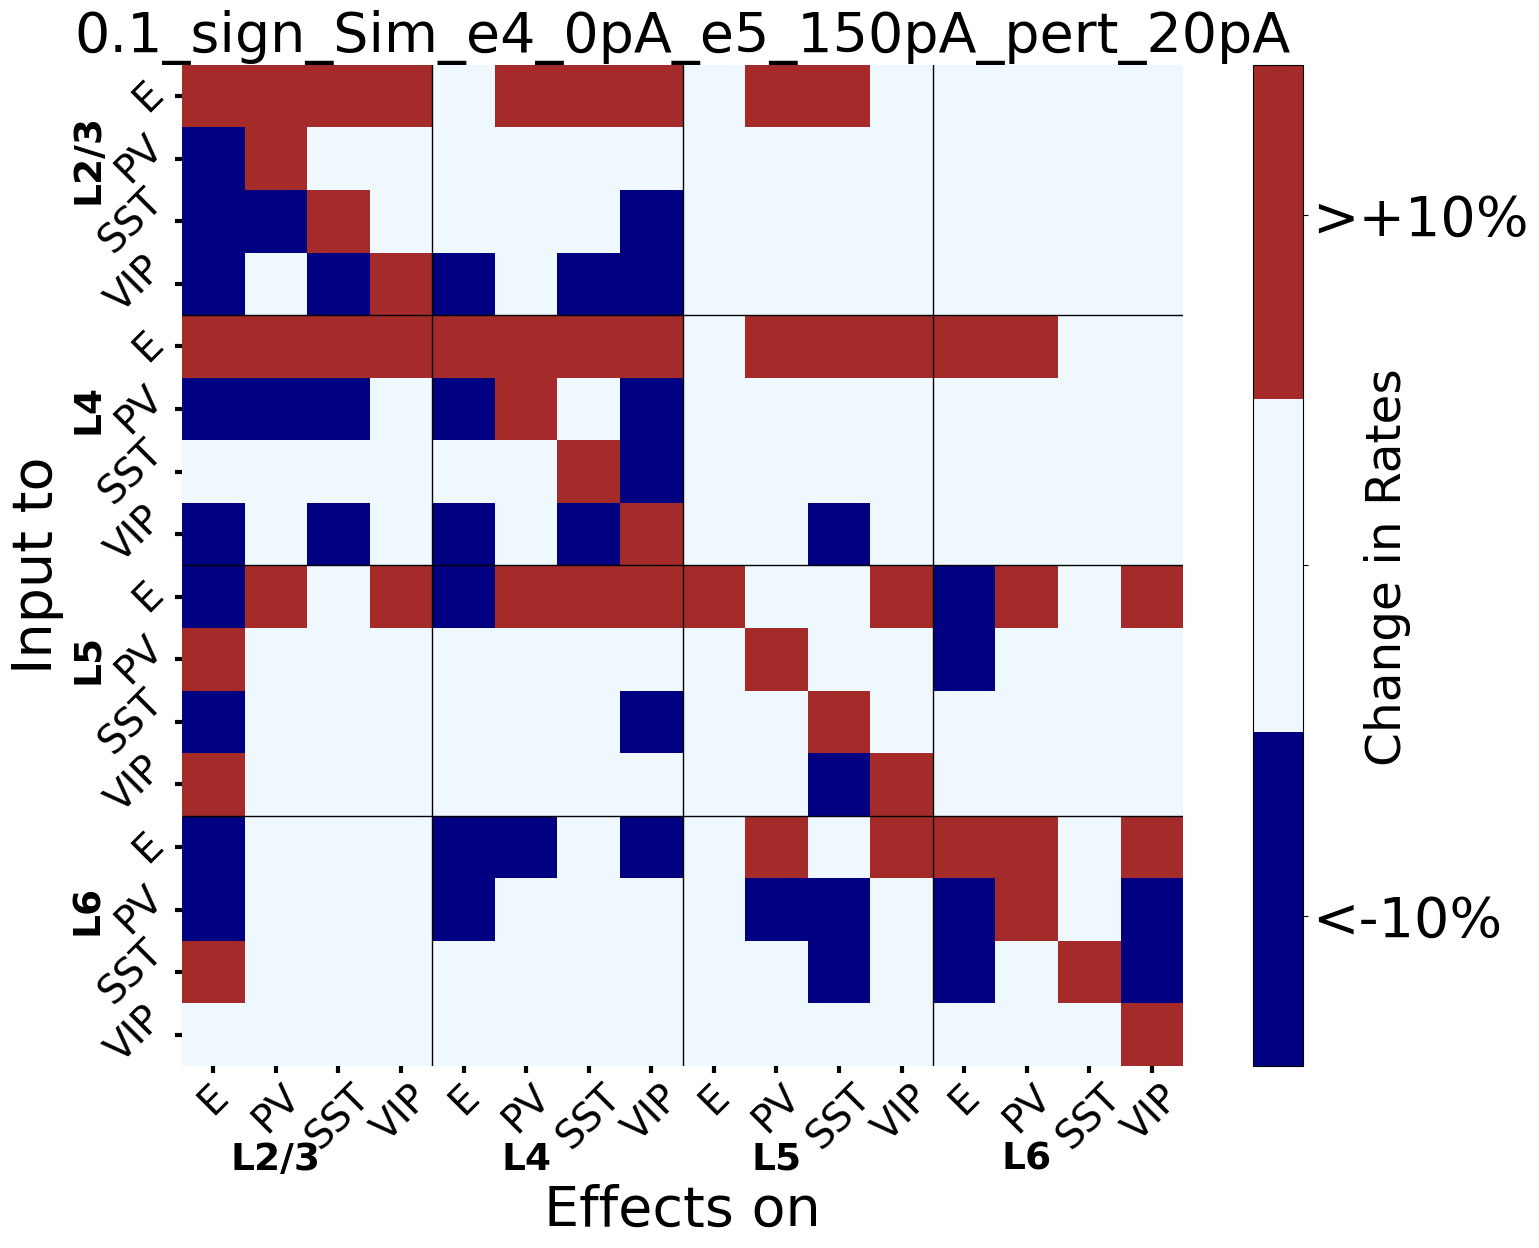 0.1_sign_Sim_e4_0pA_e5_150pA_pert_20pA
Input to
L2/3
E
PV
SST
VIP
L4
E
PV
SST
VIP
L5
E
PV
SST
VIP
L6
E
PV
SST
VIP
E PV SST VIP E PV SST VIP E PV SST VIP E PV SST VIP
L2/3 L4 L5 L6
Effects on
>+10%
<-10%
Change in Rates